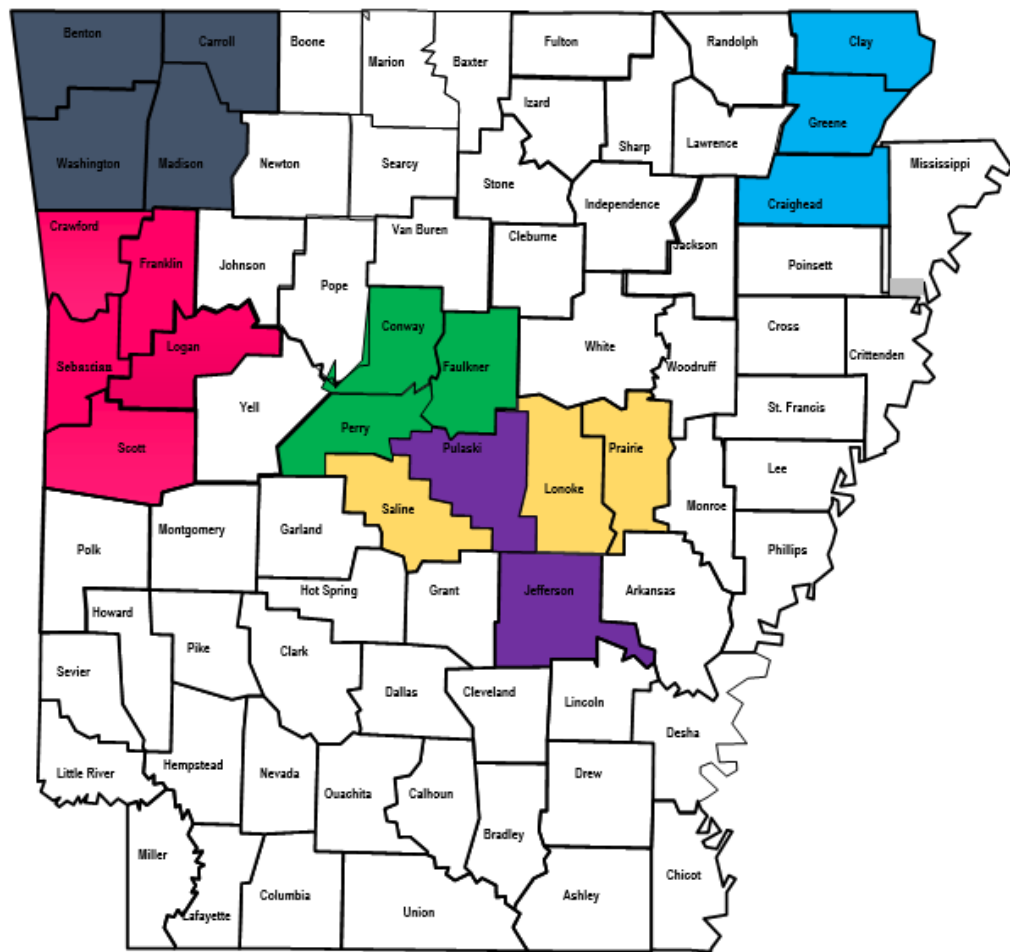 Benton
Carroll
Boone
Marion
Baxter
Fulton
Randolph
Clay
Izard
Greene
Washington
Madison
Newton
Searcy
Stone
Sharp
Lawrence
Mississippi
Independence
Craighead
Crawford
Franklin
Johnson
Pope
Van Buren
Cleburne
Jackson
Poinsett
Conway
Logan
Sebastian
Faulkner
White
Woodruff
Cross
Crittenden
Yell
Perry
St. Francis
Scott
Pulaski
Prairie
Lee
Saline
Lonoke
Monroe
Polk
Montgomery
Garland
Phillips
Howard
Hot Spring
Grant
Jefferson
Arkansas
Sevier
Pike
Clark
Dallas
Cleveland
Lincoln
Desha
Little River
Hempstead
Nevada
Ouachita
Calhoun
Drew
Bradley
Miller
Lafayette
Columbia
Union
Ashley
Chicot